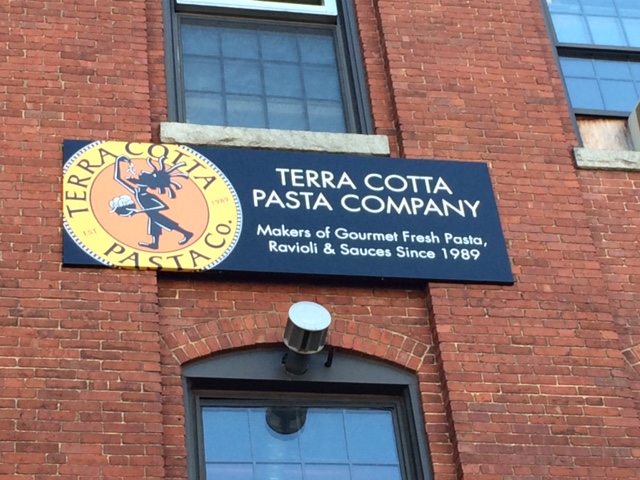 TERRA COTTA
PASTA Co.
EST
1989
TERRA COTTA
PASTA COMPANY
Makers of Gourmet Fresh Pasta,
Ravioli & Sauces Since 1989